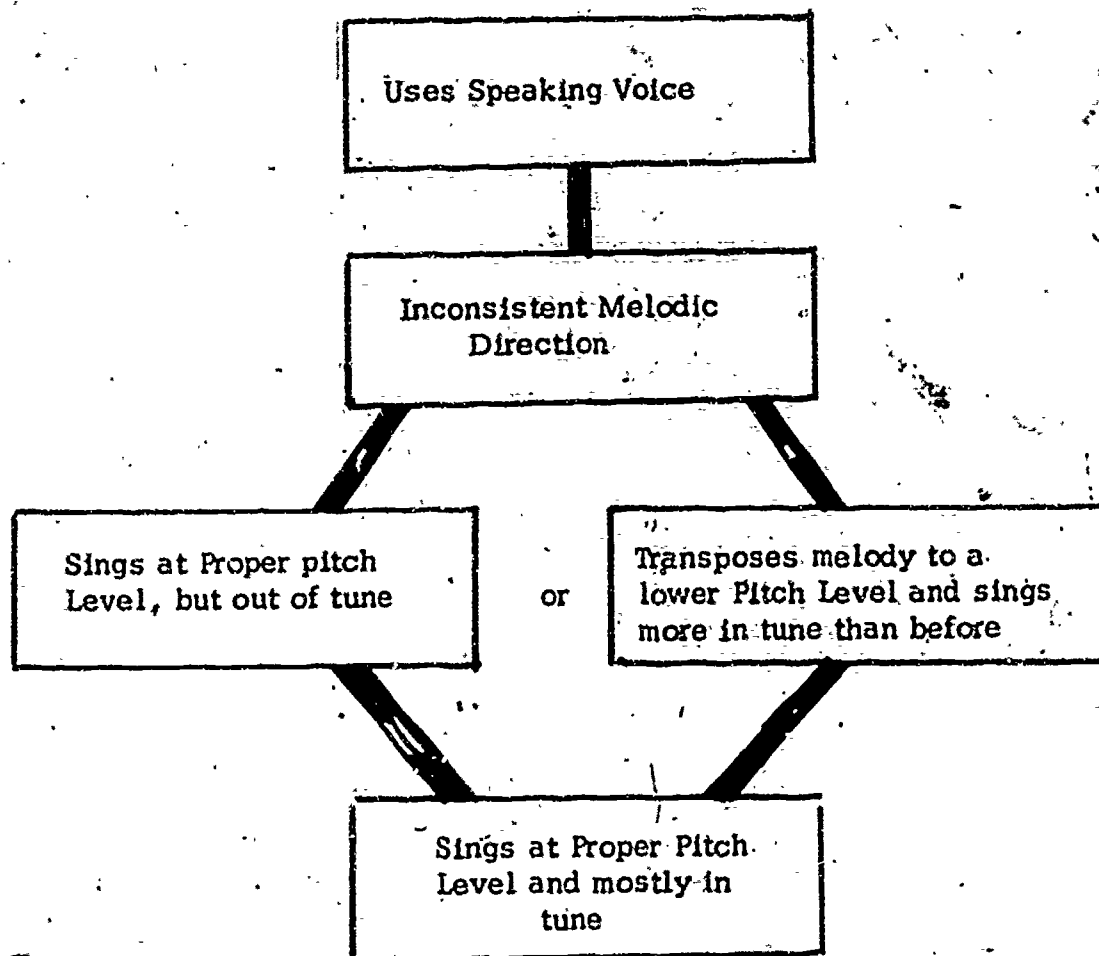 Uses Speaking Voice
Inconsistent Melodic
Direction
Sings at Proper pitch
Level, but out of tune
or
Transposes melody to a
lower Pitch Level and sings
more in tune than before
Sings at Proper Pitch
Level and mostly in
tune